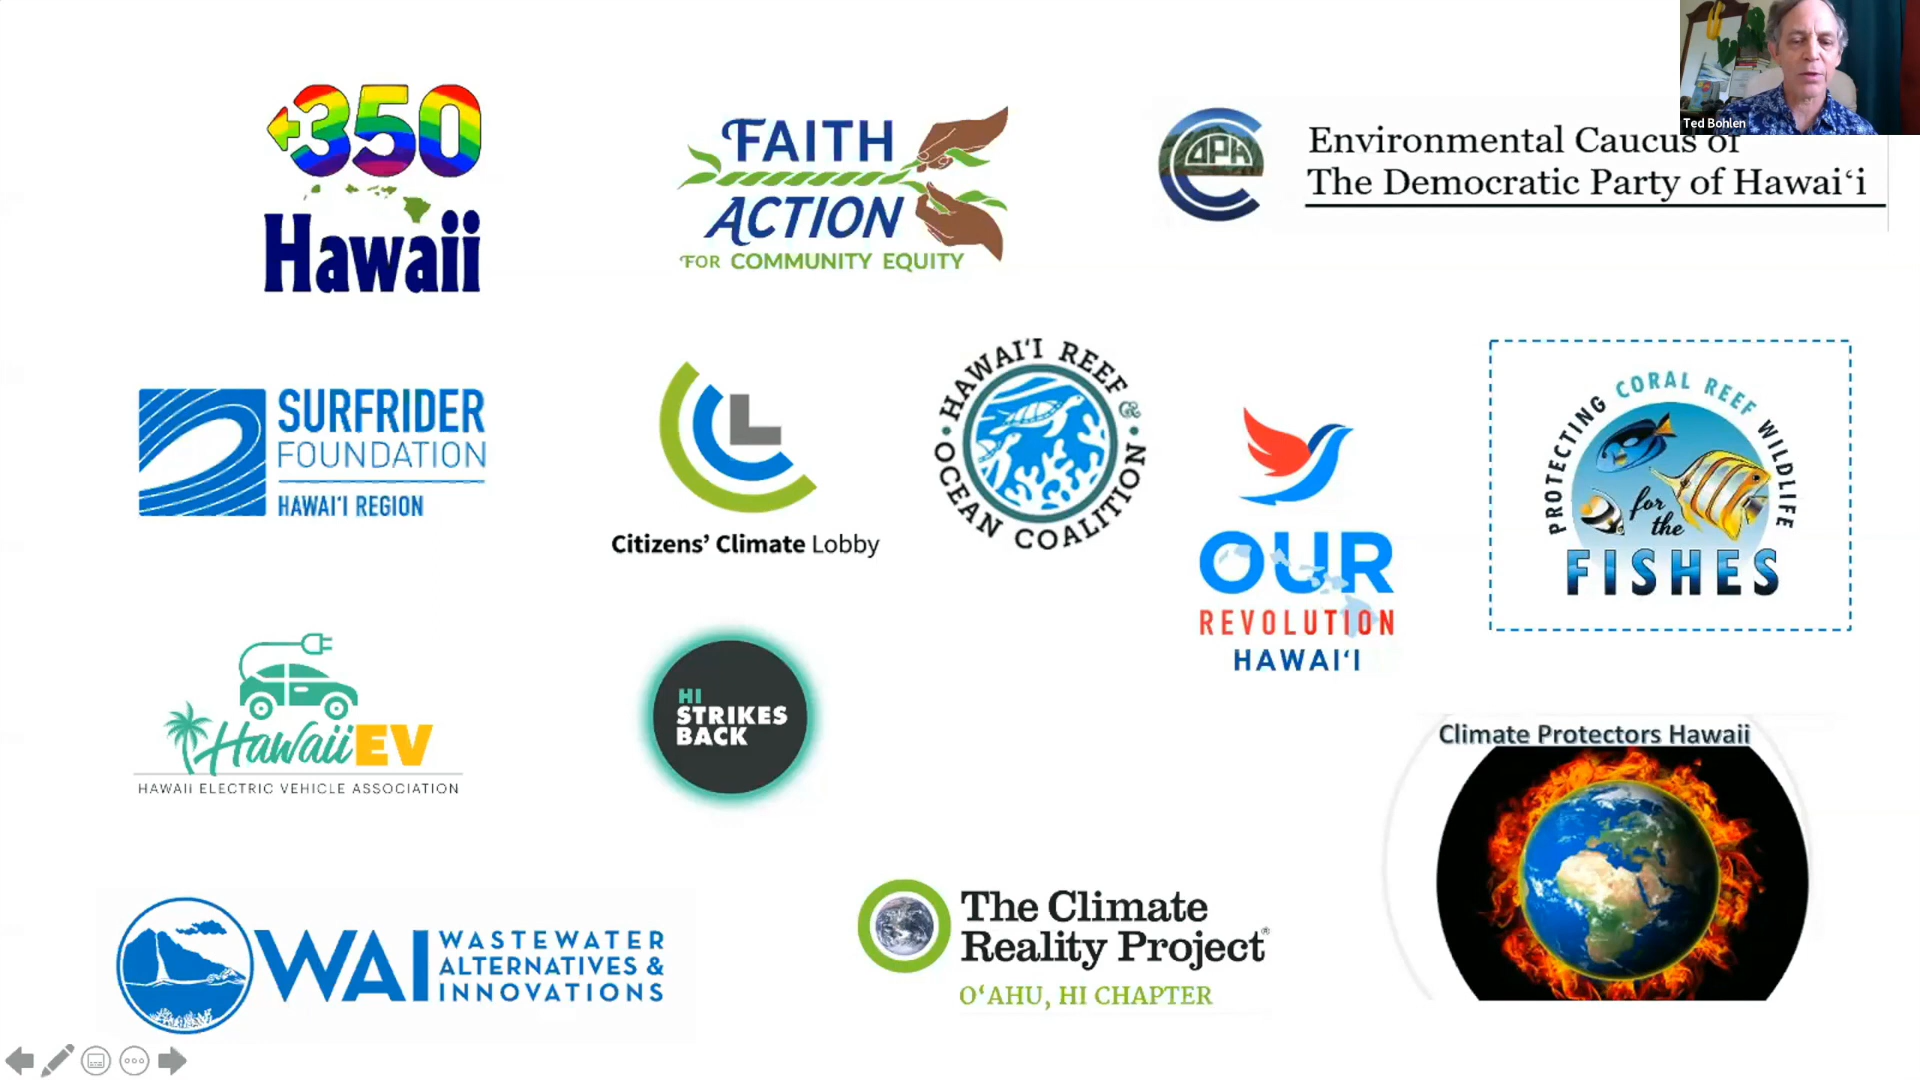 Ted Bohlen
350
Hawaii
FAITH
ACTION
FOR COMMUNITY EQUITY
DPH
Environmental Caucus of
The Democratic Party of Hawai‘i
SURFRIDER
FOUNDATION
HAWAI‘I REGION
CCL
Citizens’ Climate Lobby
HAWAI‘I REEF &
OCEAN COALITION
OUR
REVOLUTION
HAWAI‘I
PROTECTING CORAL REEF WILDLIFE
for
the
FISHES
Hawaii EV
HAWAII ELECTRIC VEHICLE ASSOCIATION
HI
STRIKES
BACK
Climate Protectors Hawaii
WAI
WASTEWATER
ALTERNATIVES &
INNOVATIONS
The Climate
Reality Project®
O‘AHU, HI CHAPTER